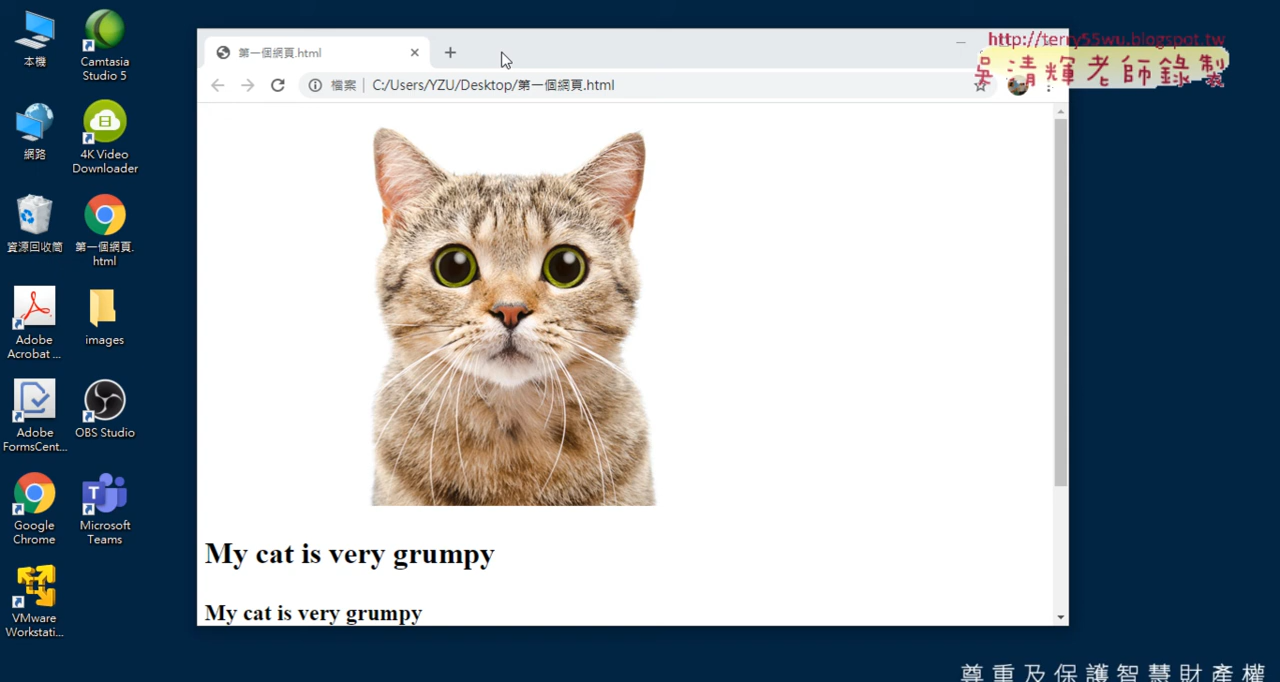 本機
Camtasia
Studio 5
網路
4K Video
Downloader
資源回收筒
第一個網頁.
html
Adobe
Acrobat ...
images
Adobe
FormsCent...
OBS Studio
Google
Chrome
Microsoft
Teams
VMware
Workstati...
第一個網頁.html
檔案 | C:/Users/YZU/Desktop/第一個網頁.html
http://terry55wu.blogspot.tw
吳清輝老師錄製
My cat is very grumpy
My cat is very grumpy
尊重及保護智慧財產權